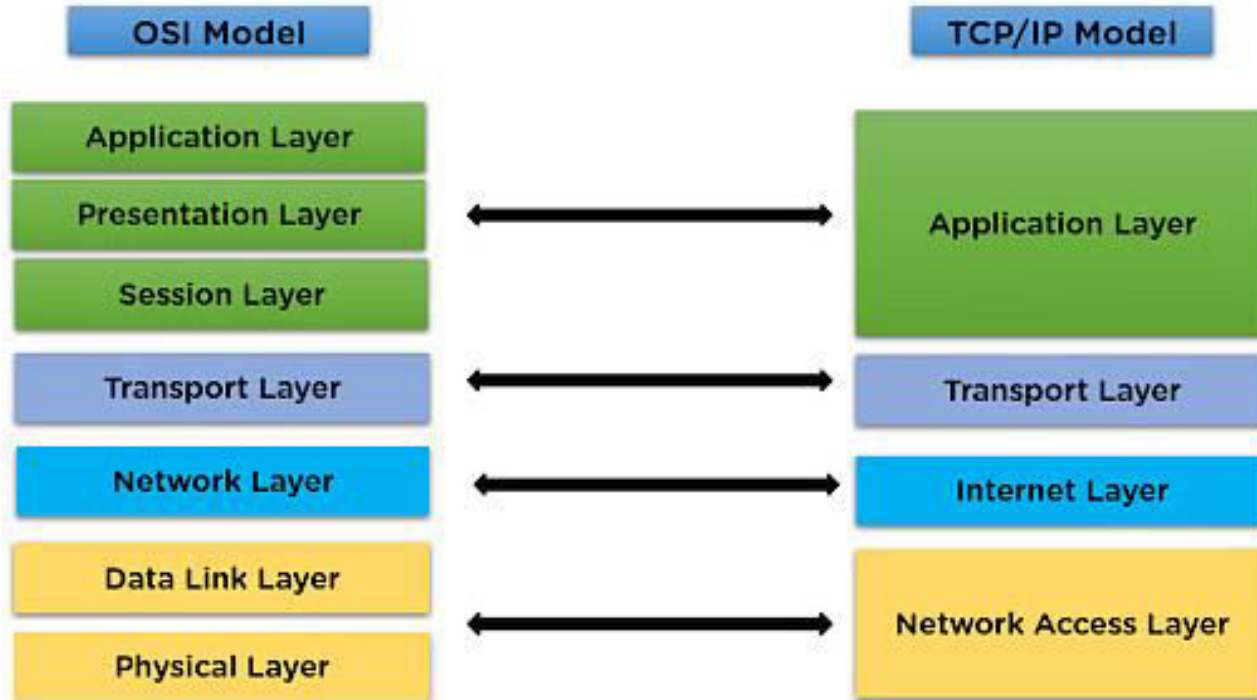 OSI Model
TCP/IP Model
Application Layer
Presentation Layer
Session Layer
Application Layer
Transport Layer
Transport Layer
Network Layer
Internet Layer
Data Link Layer
Physical Layer
Network Access Layer